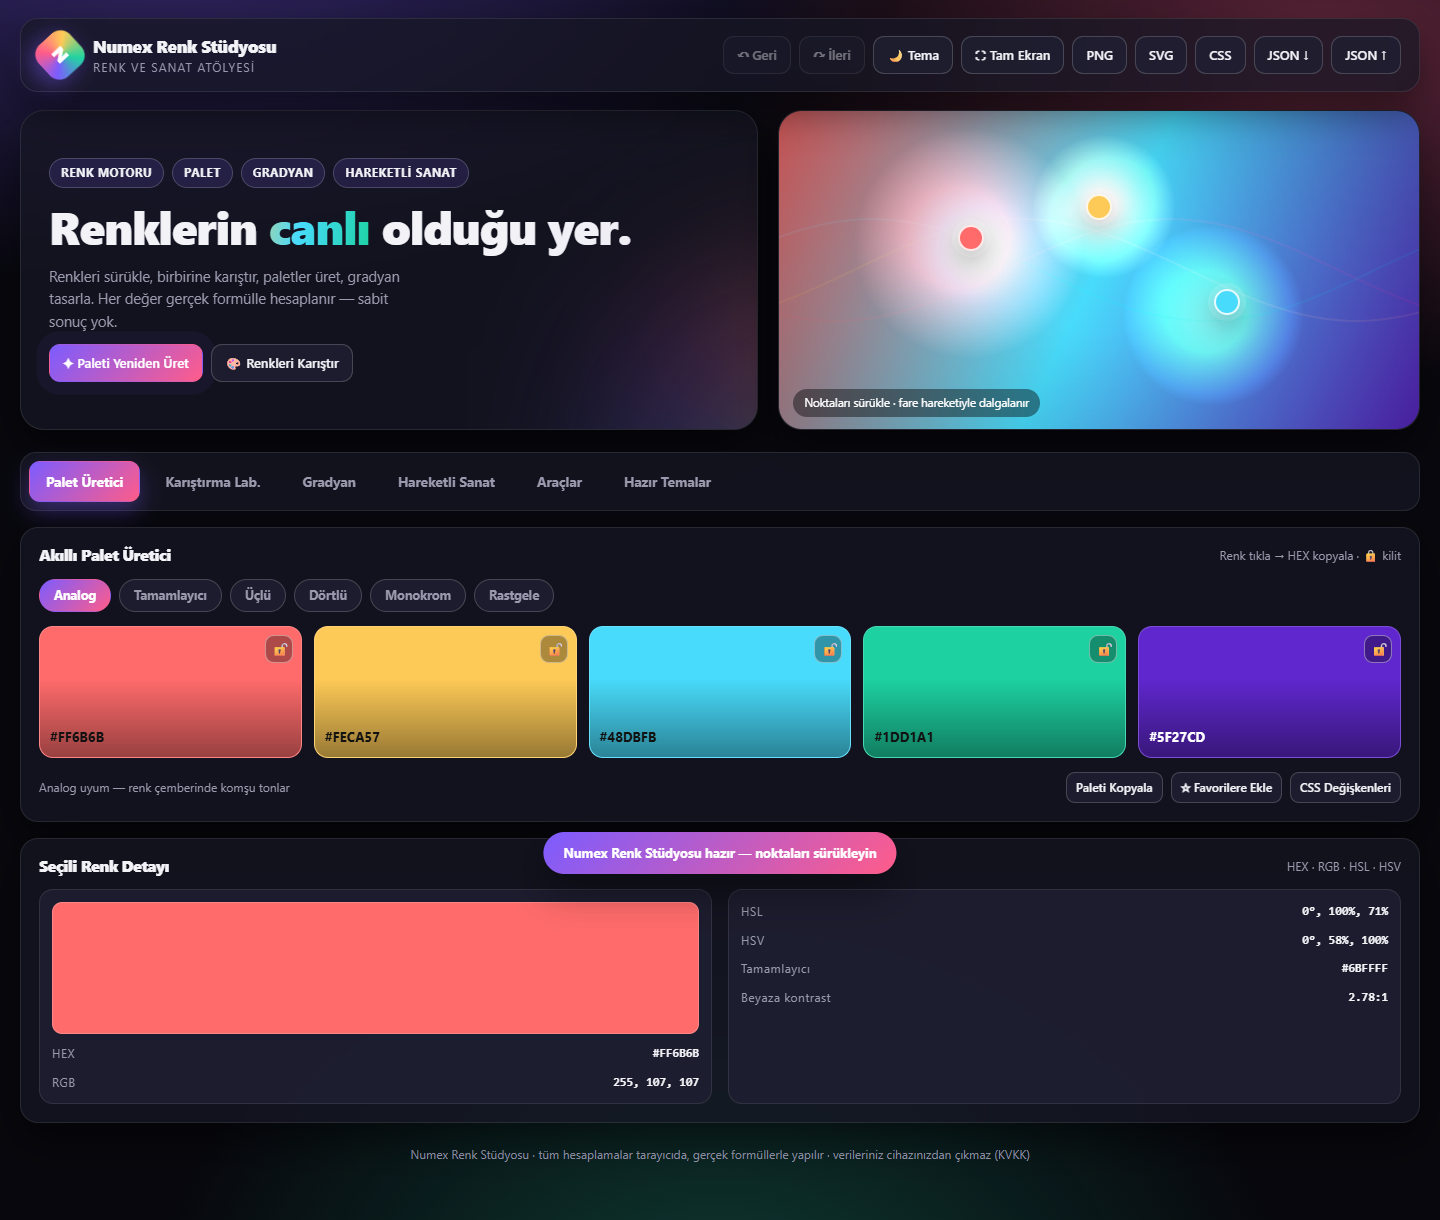 N
Numex Renk Stüdyosu
RENK VE SANAT ATÖLYESİ
↶ Geri
↷ İleri
🌙 Tema
⛶ Tam Ekran
PNG
SVG
CSS
JSON ↓
JSON ↑
RENK MOTORU
PALET
GRADYAN
HAREKETLİ SANAT
Renklerin canlı olduğu yer.
Renkleri sürükle, birbirine karıştır, paletler üret, gradyan
tasarla. Her değer gerçek formülle hesaplanır — sabit
sonuç yok.
✦ Paleti Yeniden Üret
🎨 Renkleri Karıştır
Noktaları sürükle · fare hareketiyle dalgalanır
Palet Üretici
Karıştırma Lab.
Gradyan
Hareketli Sanat
Araçlar
Hazır Temalar
Akıllı Palet Üretici
Renk tıkla → HEX kopyala · 🔒 kilit
Analog
Tamamlayıcı
Üçlü
Dörtlü
Monokrom
Rastgele
#FF6B6B
#FECA57
#48DBFB
#1DD1A1
#5F27CD
Analog uyum — renk çemberinde komşu tonlar
Paleti Kopyala
☆ Favorilere Ekle
CSS Değişkenleri
Numex Renk Stüdyosu hazır — noktaları sürükleyin
Seçili Renk Detayı
HEX · RGB · HSL · HSV
HEX
#FF6B6B
RGB
255, 107, 107
HSL
0°, 100%, 71%
HSV
0°, 58%, 100%
Tamamlayıcı
#6BFFFF
Beyaza kontrast
2.78:1
Numex Renk Stüdyosu · tüm hesaplamalar tarayıcıda, gerçek formüllerle yapılır · verileriniz cihazınızdan çıkmaz (KVKK)